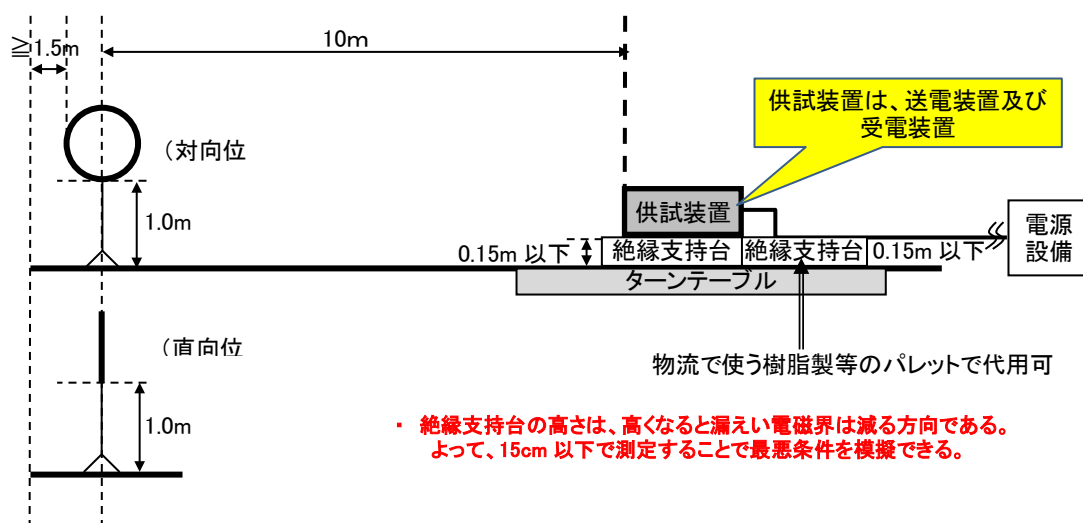 ≧1.5m
10m
供試装置は、送電装置及び
受電装置
（対向位
1.0m
供試装置
0.15m 以下
絶縁支持台
絶縁支持台
0.15m 以下
電源
設備
ターンテーブル
（直向位
物流で使う樹脂製等のパレットで代用可
1.0m
・ 絶縁支持台の高さは、高くなると漏えい電磁界は減る方向である。
よって、15cm 以下で測定することで最悪条件を模擬できる。